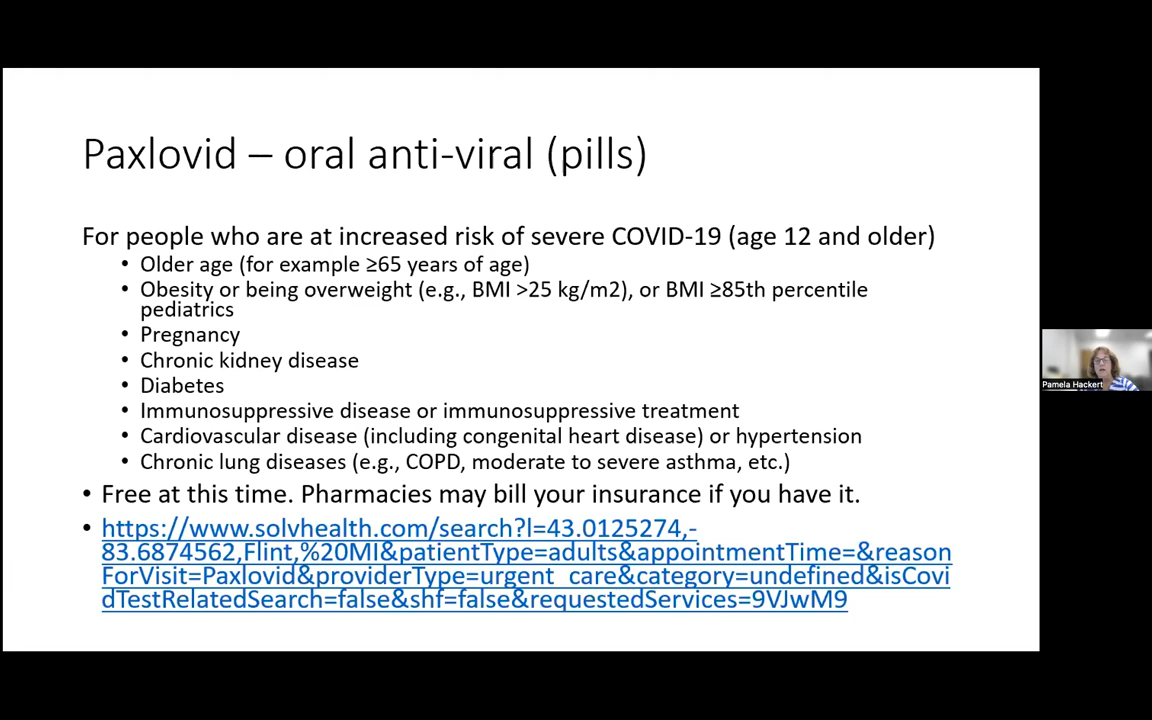 Paxlovid – oral anti-viral (pills)
For people who are at increased risk of severe COVID-19 (age 12 and older)
• Older age (for example ≥65 years of age)
• Obesity or being overweight (e.g., BMI >25 kg/m2), or BMI ≥85th percentile
pediatrics
• Pregnancy
• Chronic kidney disease
• Diabetes
• Immunosuppressive disease or immunosuppressive treatment
• Cardiovascular disease (including congenital heart disease) or hypertension
• Chronic lung diseases (e.g., COPD, moderate to severe asthma, etc.)
• Free at this time. Pharmacies may bill your insurance if you have it.
• https://www.solvhealth.com/search?l=43.0125274,-
83.6874562,Flint,%20MI&patientType=adults&appointmentTime=&reason
ForVisit=Paxlovid&providerType=urgent_care&category=undefined&isCovi
dTestRelatedSearch=false&shf=false&requestedServices=9VJwM9
Pamela Hackert